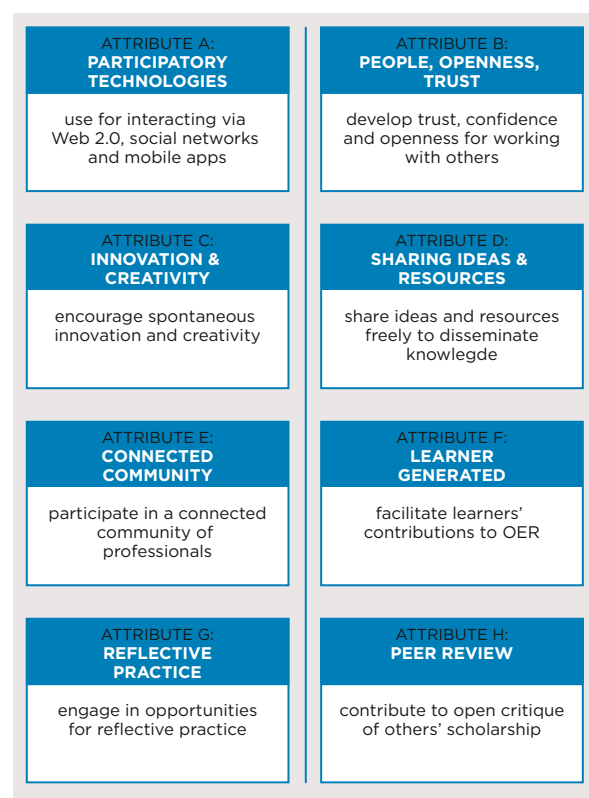 ATTRIBUTE A:
PARTICIPATORY
TECHNOLOGIES
use for interacting via
Web 2.0, social networks
and mobile apps
ATTRIBUTE B:
PEOPLE, OPENNESS,
TRUST
develop trust, confidence
and openness for working
with others
ATTRIBUTE C:
INNOVATION &
CREATIVITY
encourage spontaneous
innovation and creativity
ATTRIBUTE D:
SHARING IDEAS &
RESOURCES
share ideas and resources
freely to disseminate
knowlegde
ATTRIBUTE E:
CONNECTED
COMMUNITY
participate in a connected
community of
professionals
ATTRIBUTE F:
LEARNER
GENERATED
facilitate learners’
contributions to OER
ATTRIBUTE G:
REFLECTIVE
PRACTICE
engage in opportunities
for reflective practice
ATTRIBUTE H:
PEER REVIEW
contribute to open critique
of others’ scholarship